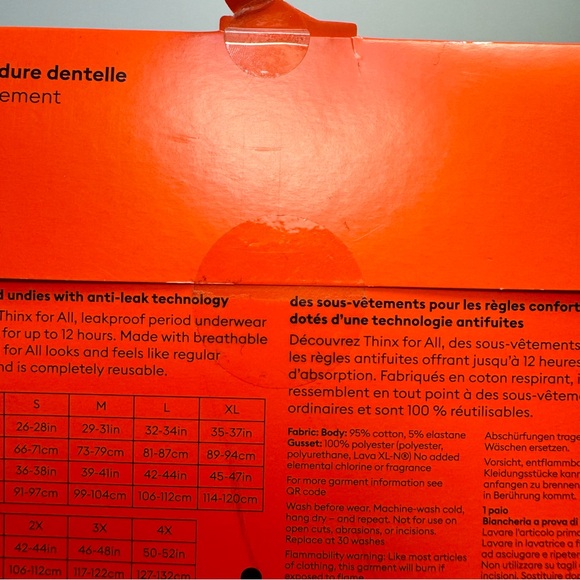 dure dentelle
ement
d undies with anti-leak technology
Thinx for All, leakproof period underwear
for up to 12 hours. Made with breathable
for All looks and feels like regular
nd is completely reusable.
S M L XL
26-28in 29-31in 32-34in 35-37in
66-71cm 73-79cm 81-87cm 89-94cm
36-38in 39-41in 42-44in 45-47in
91-97cm 99-104cm 106-112cm 114-120cm
2X 3X 4X
42-44in 46-48in 50-52in
106-112cm 117-122cm 127-132cm
des sous-vêtements pour les règles confort
dotés d'une technologie antifuites
Découvrez Thinx for All, des sous-vêtements
les règles antifuites offrant jusqu'à 12 heures
d'absorption. Fabriqués en coton respirant, i
ressemblent en tout point à des sous-vête
ordinaires et sont 100 % réutilisables.
Fabric: Body: 95% cotton, 5% elastane
Gusset: 100% polyester (polyester,
polyurethane, Lava XL-N®) No added
elemental chlorine or fragrance
For more garment information see
QR code
Wash before wear. Machine-wash cold,
hang dry – and repeat. Not for use on
open cuts, abrasions, or incisions.
Replace at 30 washes
Flammability warning: Like most articles
of clothing, this garment will burn if
exposed to flame
Abschürfungen trage
Wäschen ersetzen.
Vorsicht, entflammba
Kleidungsstücke kann
anfangen zu brennen
in Berührung kommt.
1 paio
Biancheria a prova di
Lavare l'articolo prima
Lavare in lavatrice a f
ad asciugare e ripeter
Non utilizzare su tagli
incision. Sostituire d